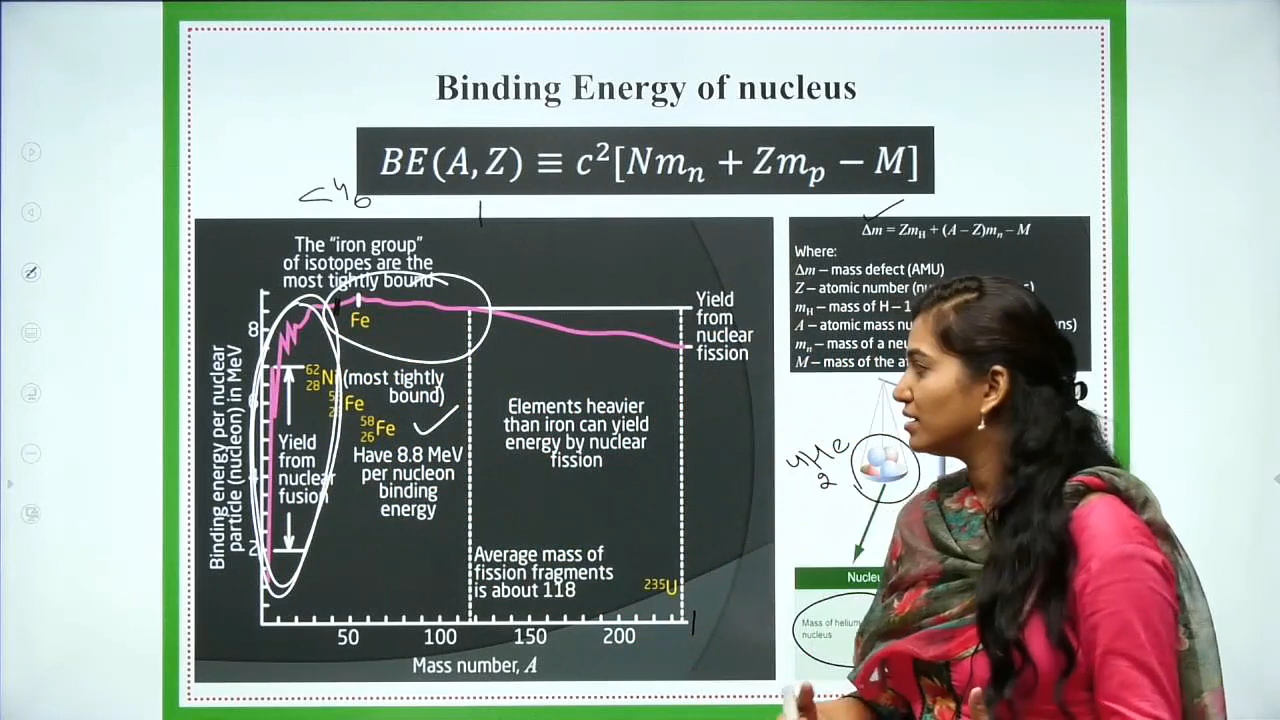 Binding Energy of nucleus
BE(A, Z) ≡ c²[Nmₙ + Zmₚ − M]
The "iron group"
of isotopes are the
most tightly bound
Fe
8
2
Binding energy per nuclear
particle (nucleon) in MeV
Yield
from
nuclear
fusion
⁶²₂₈Ni (most tightly
bound)
Fe
⁵⁸₂₆Fe
Have 8.8 MeV
per nucleon
binding
energy
Elements heavier
than iron can yield
energy by nuclear
fission
Yield
from
nuclear
fission
Average mass of
fission fragments
is about 118
²³⁵U
50 100 150 200
Mass number, A
Δm = Zm_H + (A − Z)mₙ − M
Where:
Δm – mass defect (AMU)
Z – atomic number
m_H – mass of H – 1
A – atomic mass
mₙ – mass of a
M – mass of the
⁴₂He
Mass of helium
nucleus